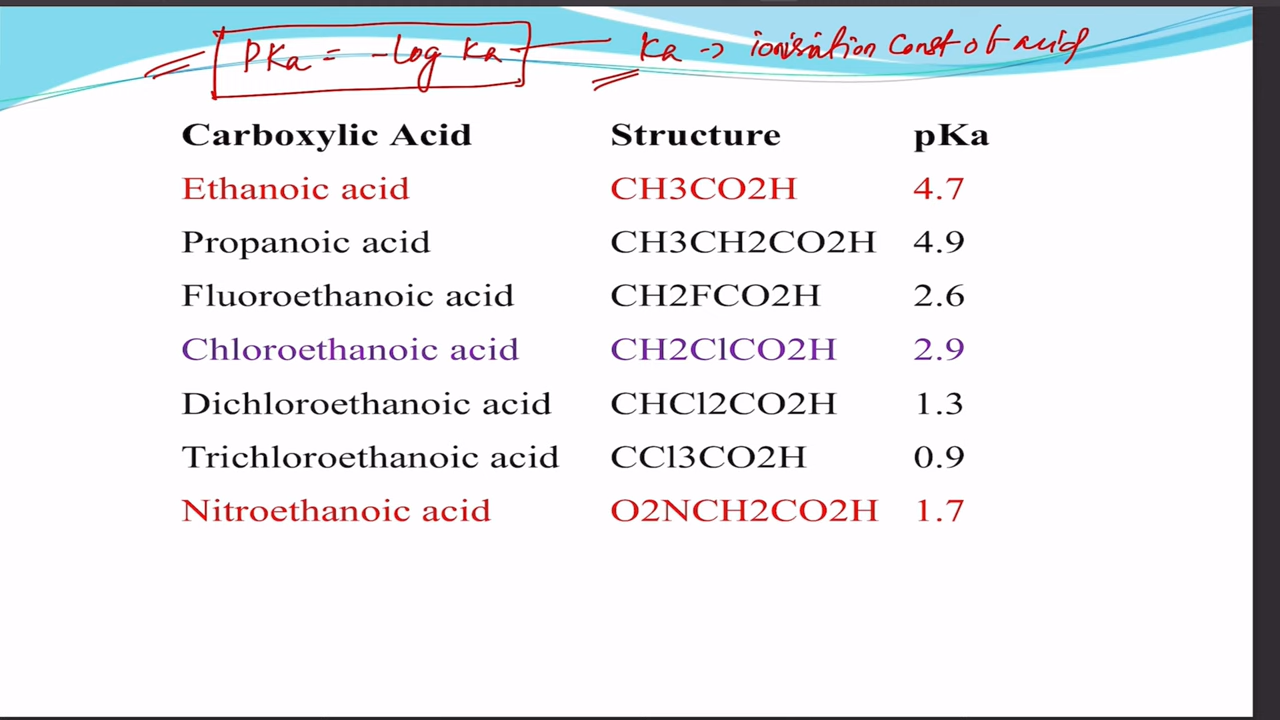 PKa = -log Ka — Ka → ionisation const of acid
Carboxylic Acid Structure pKa
Ethanoic acid CH3CO2H 4.7
Propanoic acid CH3CH2CO2H 4.9
Fluoroethanoic acid CH2FCO2H 2.6
Chloroethanoic acid CH2ClCO2H 2.9
Dichloroethanoic acid CHCl2CO2H 1.3
Trichloroethanoic acid CCl3CO2H 0.9
Nitroethanoic acid O2NCH2CO2H 1.7